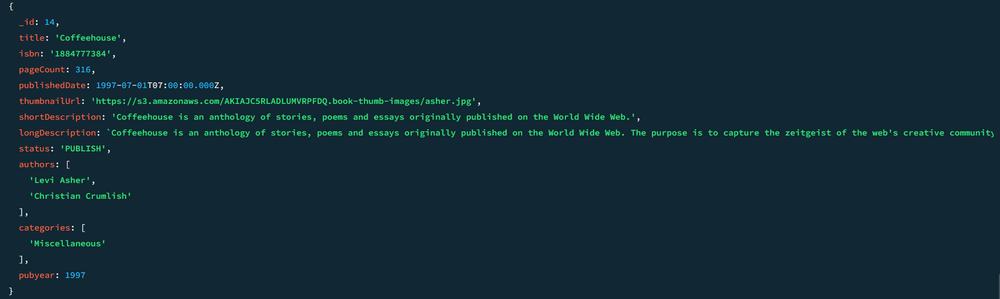 {
_id: 14,
title: 'Coffeehouse',
isbn: '1884777384',
pageCount: 316,
publishedDate: 1997-07-01T07:00:00.000Z,
thumbnailUrl: 'https://s3.amazonaws.com/AKIAJC5RLADLUMVRPFDQ.book-thumb-images/asher.jpg',
shortDescription: 'Coffeehouse is an anthology of stories, poems and essays originally published on the World Wide Web.',
longDescription: `Coffeehouse is an anthology of stories, poems and essays originally published on the World Wide Web. The purpose is to capture the zeitgeist of the web's creative community
status: 'PUBLISH',
authors: [
'Levi Asher',
'Christian Crumlish'
],
categories: [
'Miscellaneous'
],
pubyear: 1997
}